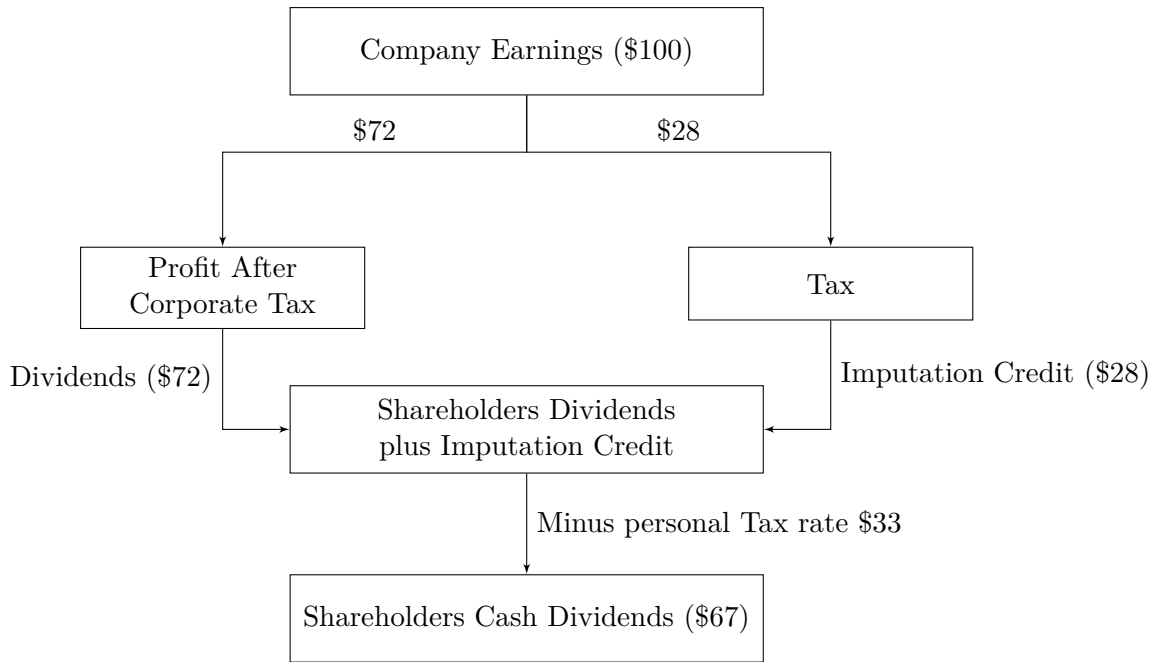 Company Earnings ($100)
$72
$28
Profit After
Corporate Tax
Tax
Dividends ($72)
Imputation Credit ($28)
Shareholders Dividends
plus Imputation Credit
Minus personal Tax rate $33
Shareholders Cash Dividends ($67)